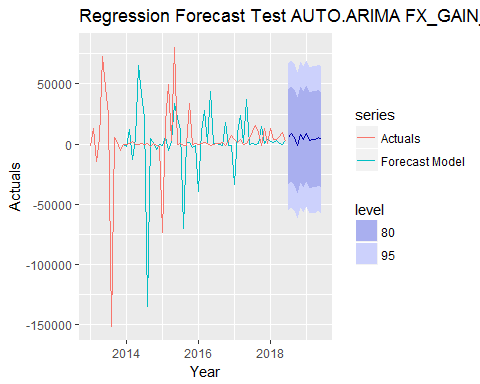 Regression Forecast Test AUTO.ARIMA FX_GAIN_
50000
0
-50000
-100000
-150000
Actuals
2014
2016
2018
Year
series
Actuals
Forecast Model
level
80
95